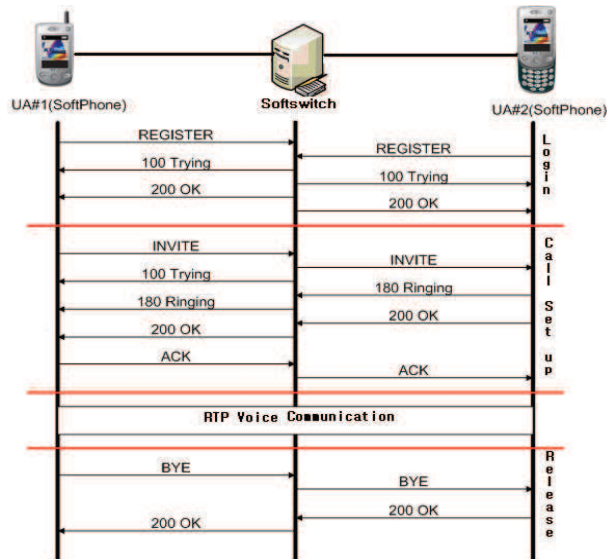 UA#1(SoftPhone)
Softswitch
UA#2(SoftPhone)
REGISTER
REGISTER
100 Trying
100 Trying
200 OK
200 OK
Login
INVITE
INVITE
100 Trying
180 Ringing
180 Ringing
200 OK
200 OK
ACK
ACK
Call Set up
RTP Voice Communication
BYE
BYE
200 OK
200 OK
Release